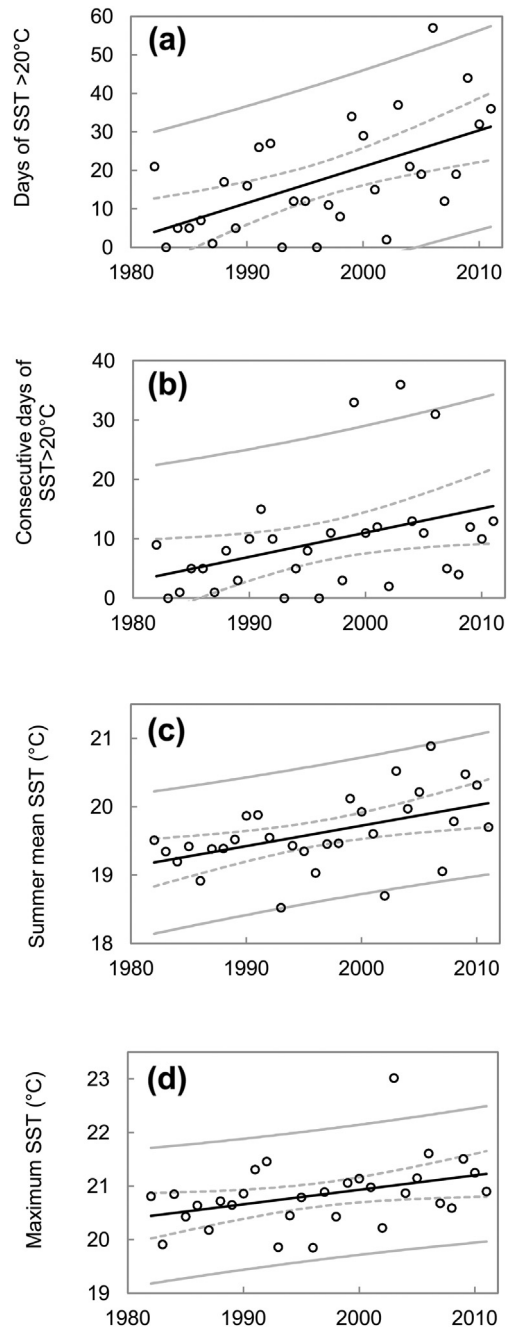 (a)
Days of SST >20°C
60
50
40
30
20
10
0
1980 1990 2000 2010
(b)
Consecutive days of
SST>20°C
40
30
20
10
0
1980 1990 2000 2010
(c)
Summer mean SST (°C)
21
20
19
18
1980 1990 2000 2010
(d)
Maximum SST (°C)
23
22
21
20
19
1980 1990 2000 2010